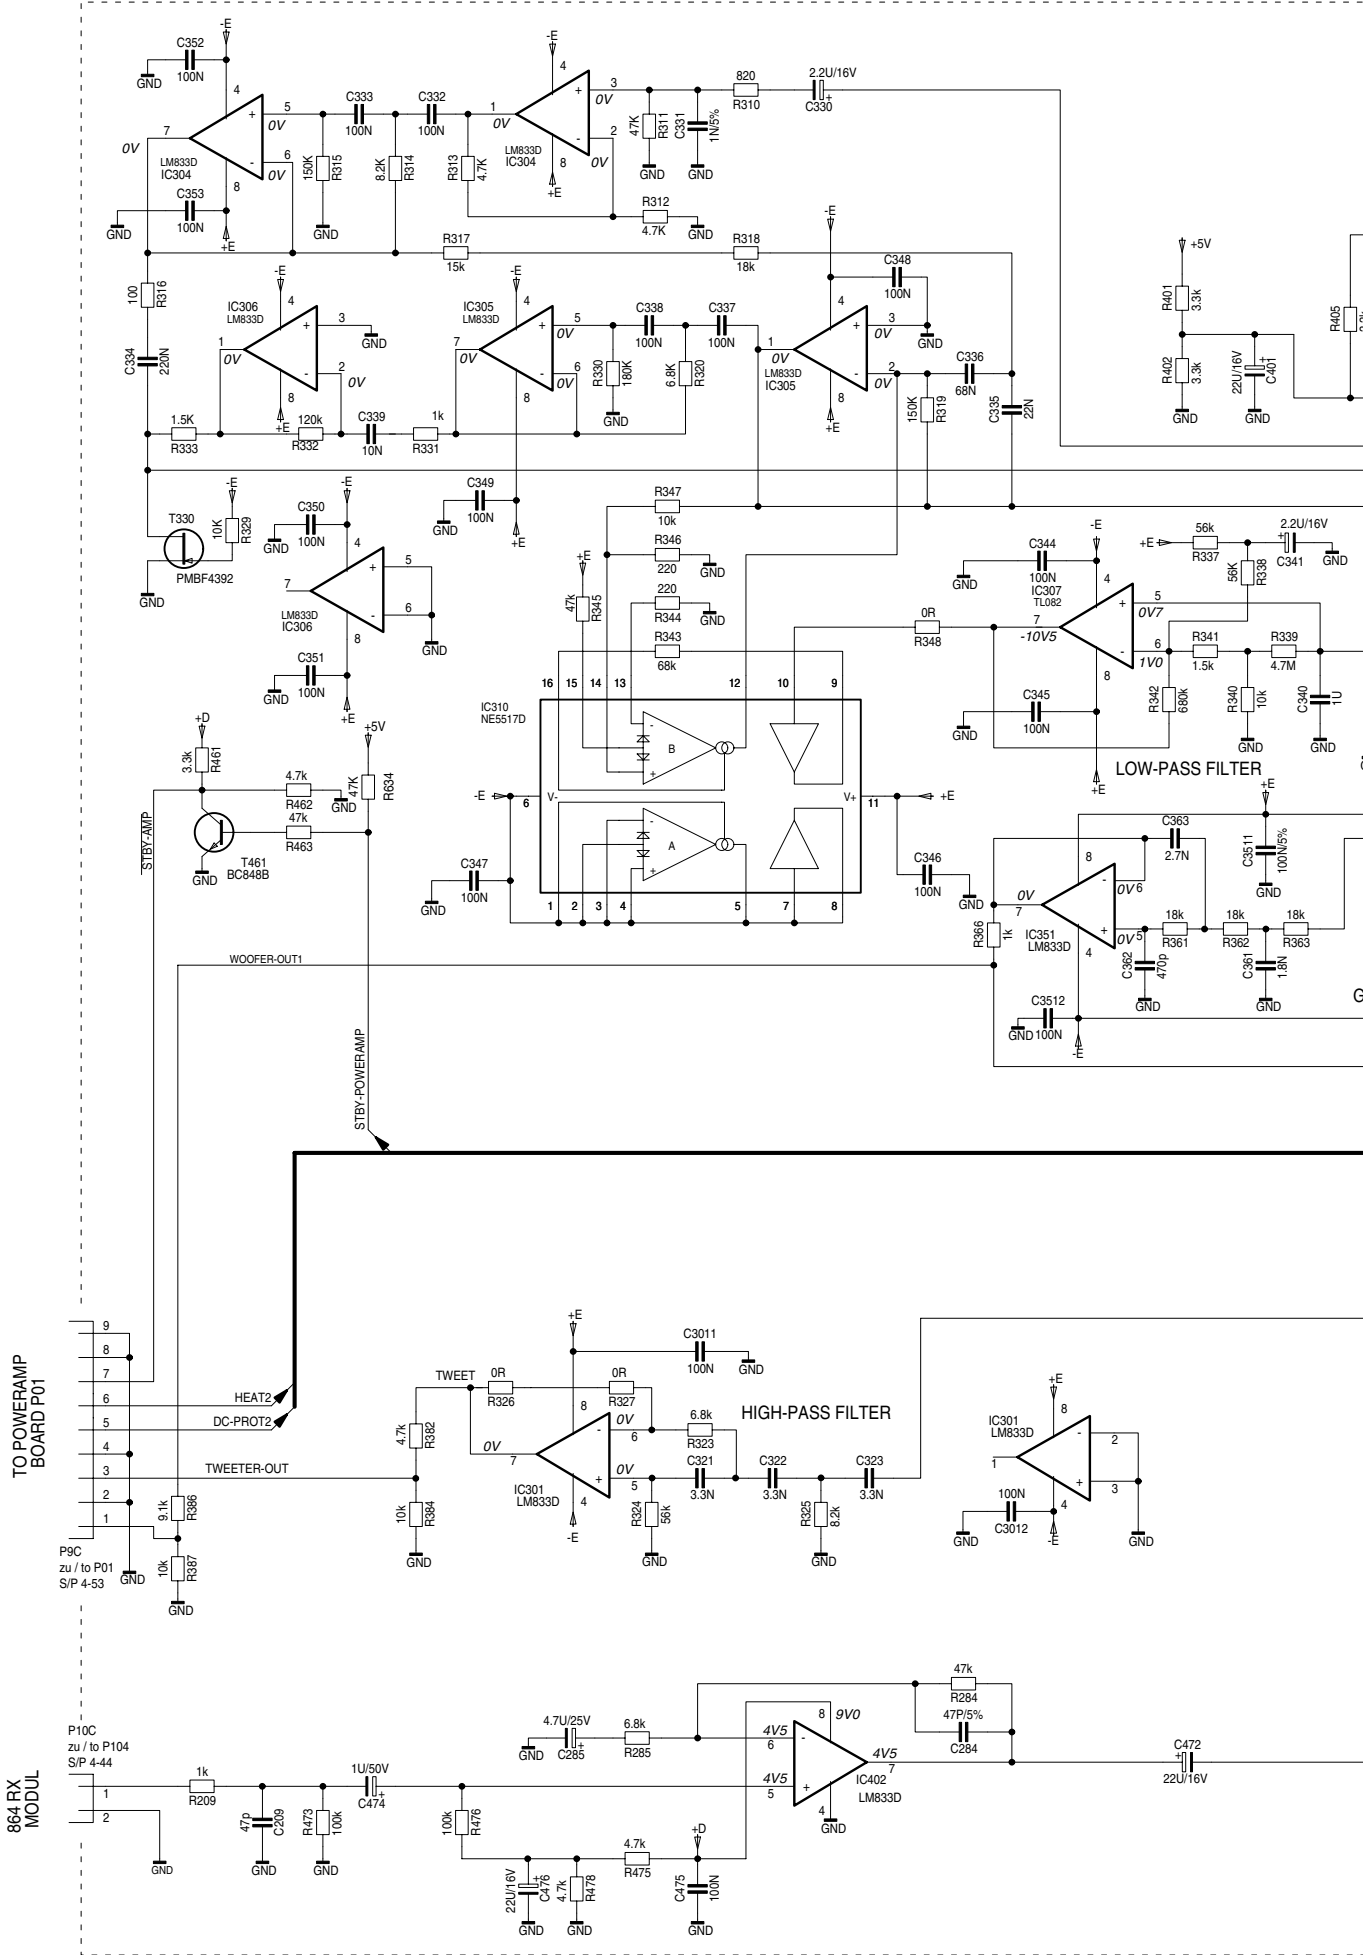 -E
C352
100N
GND
4
5
0V
7
0V
6
0V
LM833D
IC304
8
C353
100N
GND
+E
C333
100N
C332
100N
150K
R315
GND
8.2K
R314
R313
4.7K
-E
4
3
0V
1
0V
2
0V
LM833D
IC304
8
+E
47K
R311
GND
C331
1N/5%
GND
820
R310
2.2U/16V
+
C330
R312
4.7K
GND
R317
15k
R318
18k
100
R316
C334
220N
1.5K
R333
-E
IC306
LM833D
4
3
GND
1
0V
2
0V
8
+E
120k
R332
C339
10N
1k
R331
-E
IC305
LM833D
4
5
0V
7
0V
6
8
C338
100N
C337
100N
R330
180K
GND
6.8K
R320
-E
C348
100N
GND
4
3
0V
1
0V
2
0V
LM833D
IC305
8
+E
C336
68N
150K
R319
C335
22N
+5V
R401
3.3k
R402
3.3k
GND
22U/16V
+
C401
GND
R405
T330
PMBF4392
GND
-E
10K
R329
C350
100N
GND
-E
4
5
7
6
GND
LM833D
IC306
8
C351
100N
GND
+E
C349
100N
GND
+E
R347
10k
R346
220
GND
220
R344
GND
R343
68k
+E
47k
R345
16 15 14 13 12 10 9
IC310
NE5517D
B
A
-
+
-
+
-E
6
V-
V+
11
+E
C347
100N
GND
C346
100N
GND
1 2 3 4 5 7 8
0R
R348
C344
100N
GND
-E
IC307
TL082
4
5
0V7
7
-10V5
6
1V0
8
+E
C345
100N
GND
+E
56k
R337
2.2U/16V
+
C341
GND
56K
R338
R341
1.5k
R339
4.7M
R342
680k
R340
10k
GND
C340
1U
GND
LOW-PASS FILTER
+D
3.3k
R461
4.7k
R462
GND
47k
R463
T461
BC848B
GND
STBY-AMP
+5V
47K
R634
+E
C363
2.7N
C3511
100N/5%
GND
8
0V
6
0V
7
IC351
LM833D
0V
5
4
18k
R361
18k
R362
18k
R363
R366
1k
C362
470p
GND
C361
1.8N
GND
C3512
GND 100N
-E
WOOFER-OUT1
STBY-POWERAMP
TO POWERAMP
BOARD P01
9
8
7
6
5
4
3
2
1
HEAT2
DC-PROT2
TWEETER-OUT
P9C
zu / to P01
S/P 4-53
GND
9.1k
R386
10k
R387
GND
4.7k
R382
10k
R384
GND
TWEET
0R
R326
0R
R327
+E
C3011
100N
GND
8
0V
6
0V
7
0V
5
IC301
LM833D
4
-E
HIGH-PASS FILTER
6.8k
R323
C321
3.3N
C322
3.3N
C323
3.3N
R324
56k
GND
R325
8.2k
GND
+E
IC301
LM833D
8
2
1
3
GND
100N
C3012
GND
4
-E
864 RX
MODUL
P10C
zu / to P104
S/P 4-44
1
2
GND
1k
R209
47p
C209
GND
R473
100k
GND
1U/50V
+
C474
100k
R476
4.7U/25V
+
C285
GND
6.8k
R285
4V5
6
4V5
5
8
9V0
4V5
7
IC402
LM833D
4
GND
47k
R284
47P/5%
C284
C472
+
22U/16V
22U/16V
+
C476
GND
4.7k
R478
GND
4.7k
R475
+D
C475
100N
GND